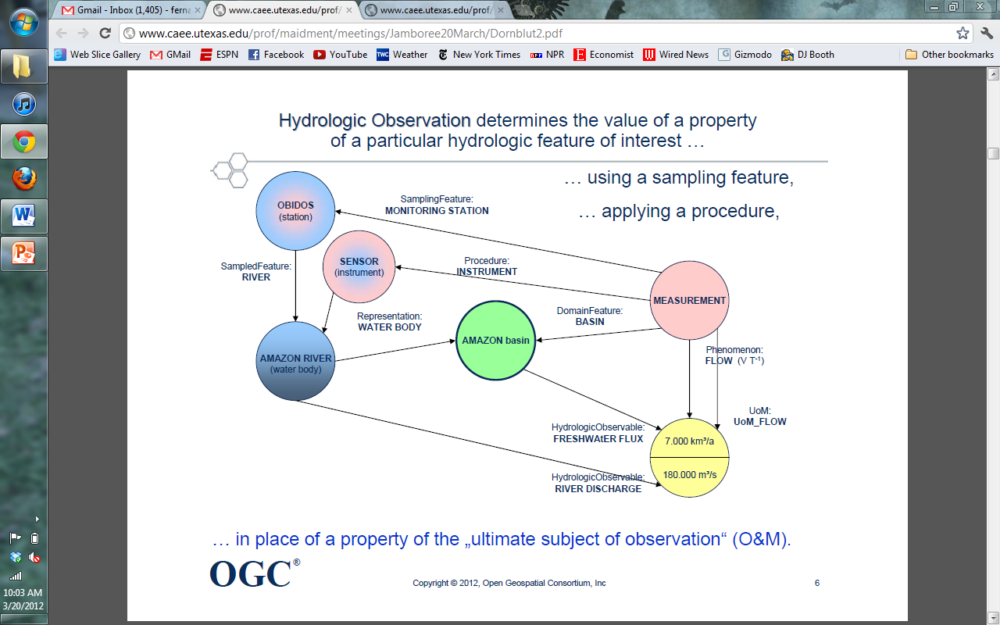 Gmail - Inbox (1,405) - ferna
www.caee.utexas.edu/prof/
www.caee.utexas.edu/prof/
www.caee.utexas.edu/prof/maidment/meetings/Jamboree20March/Dornblut2.pdf
Web Slice Gallery GMail ESPN Facebook YouTube TWC Weather New York Times npr NPR Economist Wired News Gizmodo DJ Booth Other bookmarks
Hydrologic Observation determines the value of a property
of a particular hydrologic feature of interest …
… using a sampling feature,
… applying a procedure,
OBIDOS
(station)
SamplingFeature:
MONITORING STATION
SampledFeature:
RIVER
SENSOR
(instrument)
Procedure:
INSTRUMENT
MEASUREMENT
Representation:
WATER BODY
DomainFeature:
BASIN
AMAZON basin
AMAZON RIVER
(water body)
Phenomenon:
FLOW (V T⁻¹)
UoM:
UoM_FLOW
HydrologicObservable:
FRESHWAtER FLUX
7.000 km³/a
180.000 m³/s
HydrologicObservable:
RIVER DISCHARGE
… in place of a property of the „ultimate subject of observation“ (O&M).
OGC®
Copyright © 2012, Open Geospatial Consortium, Inc
6
10:03 AM
3/20/2012